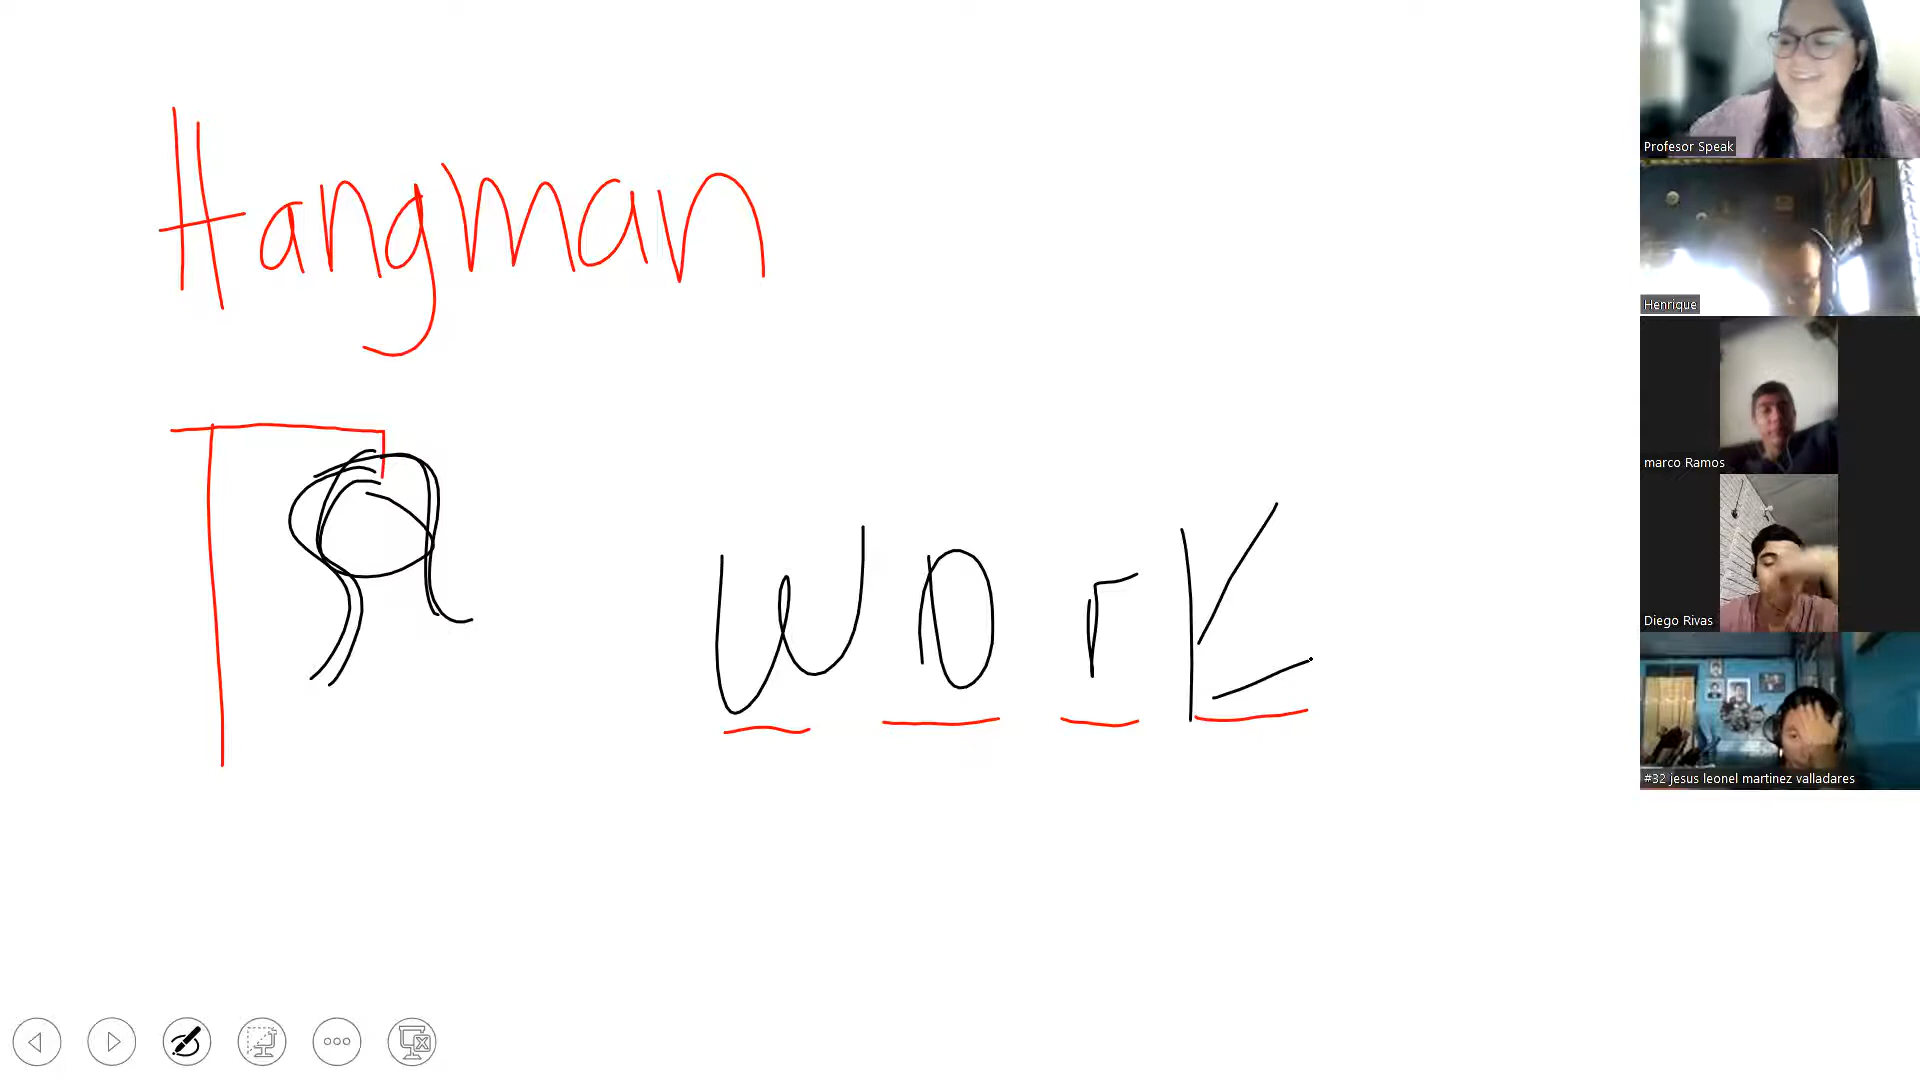 Hangman
work
Profesor Speak
Henrique
marco Ramos
Diego Rivas
#32 jesus leonel martinez valladares